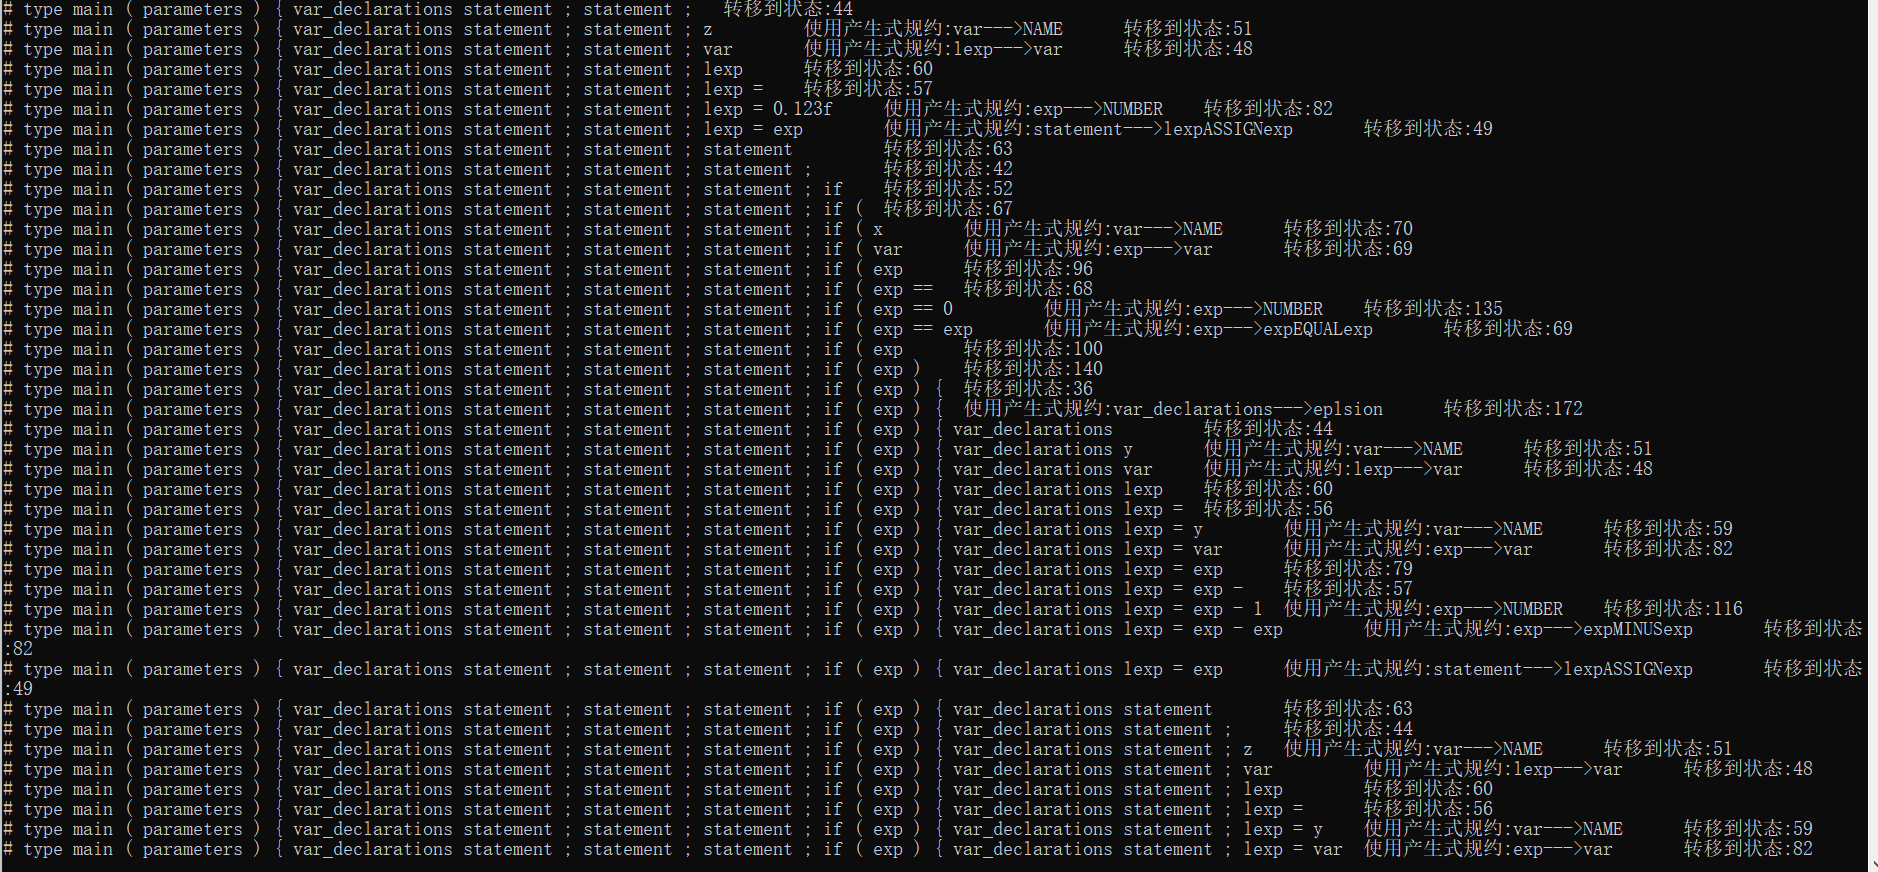 # type main ( parameters ) { var_declarations statement ; statement ; 转移到状态:44
# type main ( parameters ) { var_declarations statement ; statement ; z 使用产生式规约:var--->NAME 转移到状态:51
# type main ( parameters ) { var_declarations statement ; statement ; var 使用产生式规约:lexp--->var 转移到状态:48
# type main ( parameters ) { var_declarations statement ; statement ; lexp 转移到状态:60
# type main ( parameters ) { var_declarations statement ; statement ; lexp = 转移到状态:57
# type main ( parameters ) { var_declarations statement ; statement ; lexp = 0.123f 使用产生式规约:exp--->NUMBER 转移到状态:82
# type main ( parameters ) { var_declarations statement ; statement ; lexp = exp 使用产生式规约:statement--->lexpASSIGNexp 转移到状态:49
# type main ( parameters ) { var_declarations statement ; statement ; statement 转移到状态:63
# type main ( parameters ) { var_declarations statement ; statement ; statement ; 转移到状态:42
# type main ( parameters ) { var_declarations statement ; statement ; statement ; if 转移到状态:52
# type main ( parameters ) { var_declarations statement ; statement ; statement ; if ( 转移到状态:67
# type main ( parameters ) { var_declarations statement ; statement ; statement ; if ( x 使用产生式规约:var--->NAME 转移到状态:70
# type main ( parameters ) { var_declarations statement ; statement ; statement ; if ( var 使用产生式规约:exp--->var 转移到状态:69
# type main ( parameters ) { var_declarations statement ; statement ; statement ; if ( exp 转移到状态:96
# type main ( parameters ) { var_declarations statement ; statement ; statement ; if ( exp == 转移到状态:68
# type main ( parameters ) { var_declarations statement ; statement ; statement ; if ( exp == 0 使用产生式规约:exp--->NUMBER 转移到状态:135
# type main ( parameters ) { var_declarations statement ; statement ; statement ; if ( exp == exp 使用产生式规约:exp--->expEQUALexp 转移到状态:69
# type main ( parameters ) { var_declarations statement ; statement ; statement ; if ( exp 转移到状态:100
# type main ( parameters ) { var_declarations statement ; statement ; statement ; if ( exp ) 转移到状态:140
# type main ( parameters ) { var_declarations statement ; statement ; statement ; if ( exp ) { 转移到状态:36
# type main ( parameters ) { var_declarations statement ; statement ; statement ; if ( exp ) { 使用产生式规约:var_declarations--->eplsion 转移到状态:172
# type main ( parameters ) { var_declarations statement ; statement ; statement ; if ( exp ) { var_declarations 转移到状态:44
# type main ( parameters ) { var_declarations statement ; statement ; statement ; if ( exp ) { var_declarations y 使用产生式规约:var--->NAME 转移到状态:51
# type main ( parameters ) { var_declarations statement ; statement ; statement ; if ( exp ) { var_declarations var 使用产生式规约:lexp--->var 转移到状态:48
# type main ( parameters ) { var_declarations statement ; statement ; statement ; if ( exp ) { var_declarations lexp 转移到状态:60
# type main ( parameters ) { var_declarations statement ; statement ; statement ; if ( exp ) { var_declarations lexp = 转移到状态:56
# type main ( parameters ) { var_declarations statement ; statement ; statement ; if ( exp ) { var_declarations lexp = y 使用产生式规约:var--->NAME 转移到状态:59
# type main ( parameters ) { var_declarations statement ; statement ; statement ; if ( exp ) { var_declarations lexp = var 使用产生式规约:exp--->var 转移到状态:82
# type main ( parameters ) { var_declarations statement ; statement ; statement ; if ( exp ) { var_declarations lexp = exp 转移到状态:79
# type main ( parameters ) { var_declarations statement ; statement ; statement ; if ( exp ) { var_declarations lexp = exp - 转移到状态:57
# type main ( parameters ) { var_declarations statement ; statement ; statement ; if ( exp ) { var_declarations lexp = exp - 1 使用产生式规约:exp--->NUMBER 转移到状态:116
# type main ( parameters ) { var_declarations statement ; statement ; statement ; if ( exp ) { var_declarations lexp = exp - exp 使用产生式规约:exp--->expMINUSexp 转移到状态
:82
# type main ( parameters ) { var_declarations statement ; statement ; statement ; if ( exp ) { var_declarations lexp = exp 使用产生式规约:statement--->lexpASSIGNexp 转移到状态
:49
# type main ( parameters ) { var_declarations statement ; statement ; statement ; if ( exp ) { var_declarations statement 转移到状态:63
# type main ( parameters ) { var_declarations statement ; statement ; statement ; if ( exp ) { var_declarations statement ; 转移到状态:44
# type main ( parameters ) { var_declarations statement ; statement ; statement ; if ( exp ) { var_declarations statement ; z 使用产生式规约:var--->NAME 转移到状态:51
# type main ( parameters ) { var_declarations statement ; statement ; statement ; if ( exp ) { var_declarations statement ; var 使用产生式规约:lexp--->var 转移到状态:48
# type main ( parameters ) { var_declarations statement ; statement ; statement ; if ( exp ) { var_declarations statement ; lexp 转移到状态:60
# type main ( parameters ) { var_declarations statement ; statement ; statement ; if ( exp ) { var_declarations statement ; lexp = 转移到状态:56
# type main ( parameters ) { var_declarations statement ; statement ; statement ; if ( exp ) { var_declarations statement ; lexp = y 使用产生式规约:var--->NAME 转移到状态:59
# type main ( parameters ) { var_declarations statement ; statement ; statement ; if ( exp ) { var_declarations statement ; lexp = var 使用产生式规约:exp--->var 转移到状态:82